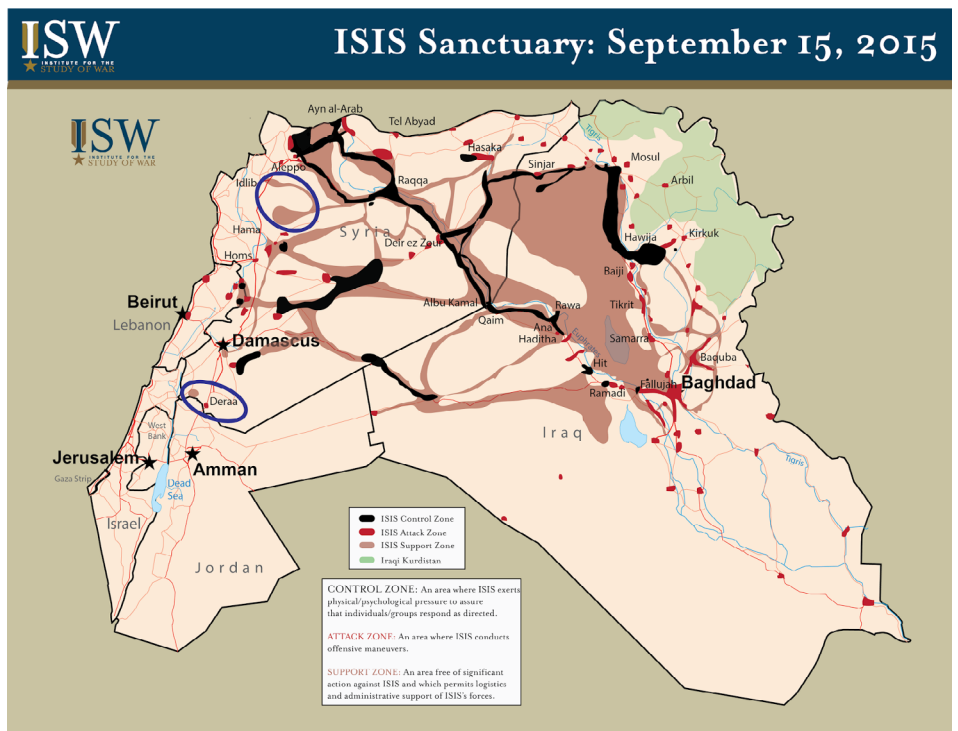 ISW
INSTITUTE FOR THE
STUDY OF WAR
ISIS Sanctuary: September 15, 2015
ISW
INSTITUTE FOR THE
STUDY OF WAR
Ayn al-Arab
Tel Abyad
Tigris
Hasaka
Sinjar
Mosul
Aleppo
Idlib
Raqqa
Arbil
Hama
Syria
Deir ez Zour
Hawija
Kirkuk
Homs
Baiji
Beirut
Lebanon
Albu Kamal
Qaim
Rawa
Tikrit
Ana
Haditha
Euphrates
Samarra
Damascus
Baquba
Hit
Fallujah
Baghdad
Ramadi
Deraa
West
Bank
Iraq
Jerusalem
Amman
Tigris
Gaza Strip
Dead
Sea
Israel
Jordan
ISIS Control Zone
ISIS Attack Zone
ISIS Support Zone
Iraqi Kurdistan
CONTROL ZONE: An area where ISIS exerts
physical/psychological pressure to assure
that individuals/groups respond as directed.
ATTACK ZONE: An area where ISIS conducts
offensive maneuvers.
SUPPORT ZONE: An area free of significant
action against ISIS and which permits logistics
and administrative support of ISIS's forces.